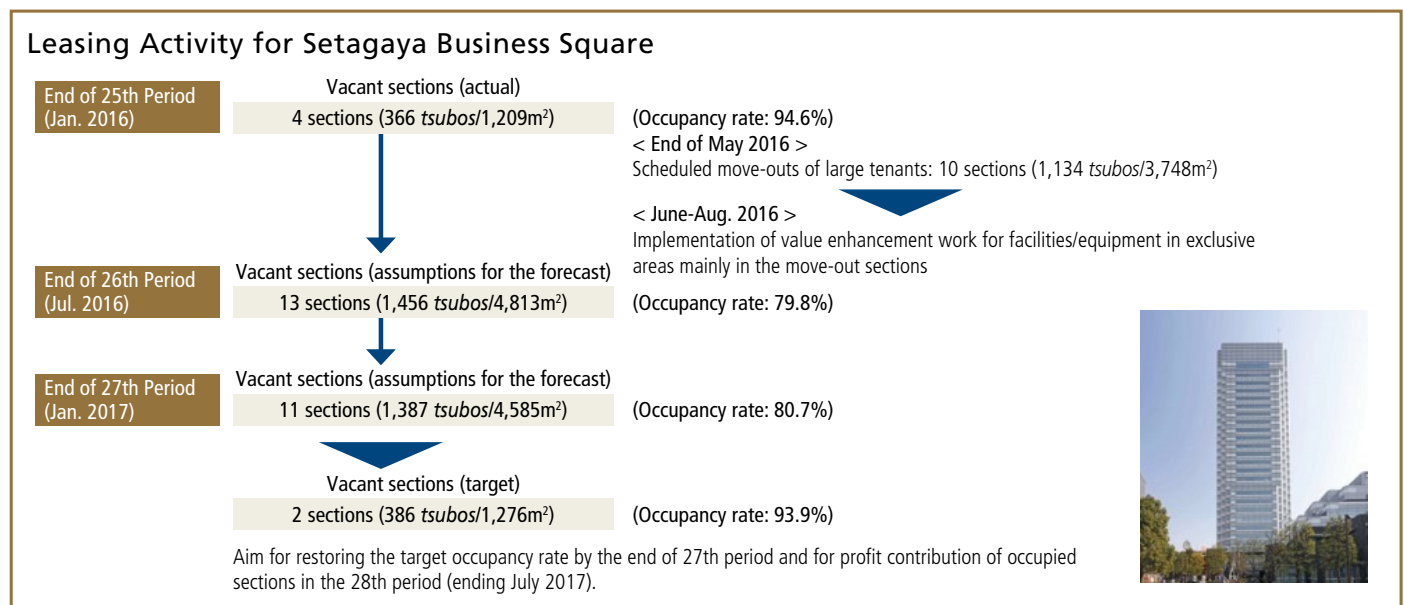 Leasing Activity for Setagaya Business Square
End of 25th Period
(Jan. 2016)
Vacant sections (actual)
4 sections (366 tsubos/1,209m²)
(Occupancy rate: 94.6%)
< End of May 2016 >
Scheduled move-outs of large tenants: 10 sections (1,134 tsubos/3,748m²)
< June-Aug. 2016 >
Implementation of value enhancement work for facilities/equipment in exclusive
areas mainly in the move-out sections
End of 26th Period
(Jul. 2016)
Vacant sections (assumptions for the forecast)
13 sections (1,456 tsubos/4,813m²)
(Occupancy rate: 79.8%)
End of 27th Period
(Jan. 2017)
Vacant sections (assumptions for the forecast)
11 sections (1,387 tsubos/4,585m²)
(Occupancy rate: 80.7%)
Vacant sections (target)
2 sections (386 tsubos/1,276m²)
(Occupancy rate: 93.9%)
Aim for restoring the target occupancy rate by the end of 27th period and for profit contribution of occupied
sections in the 28th period (ending July 2017).